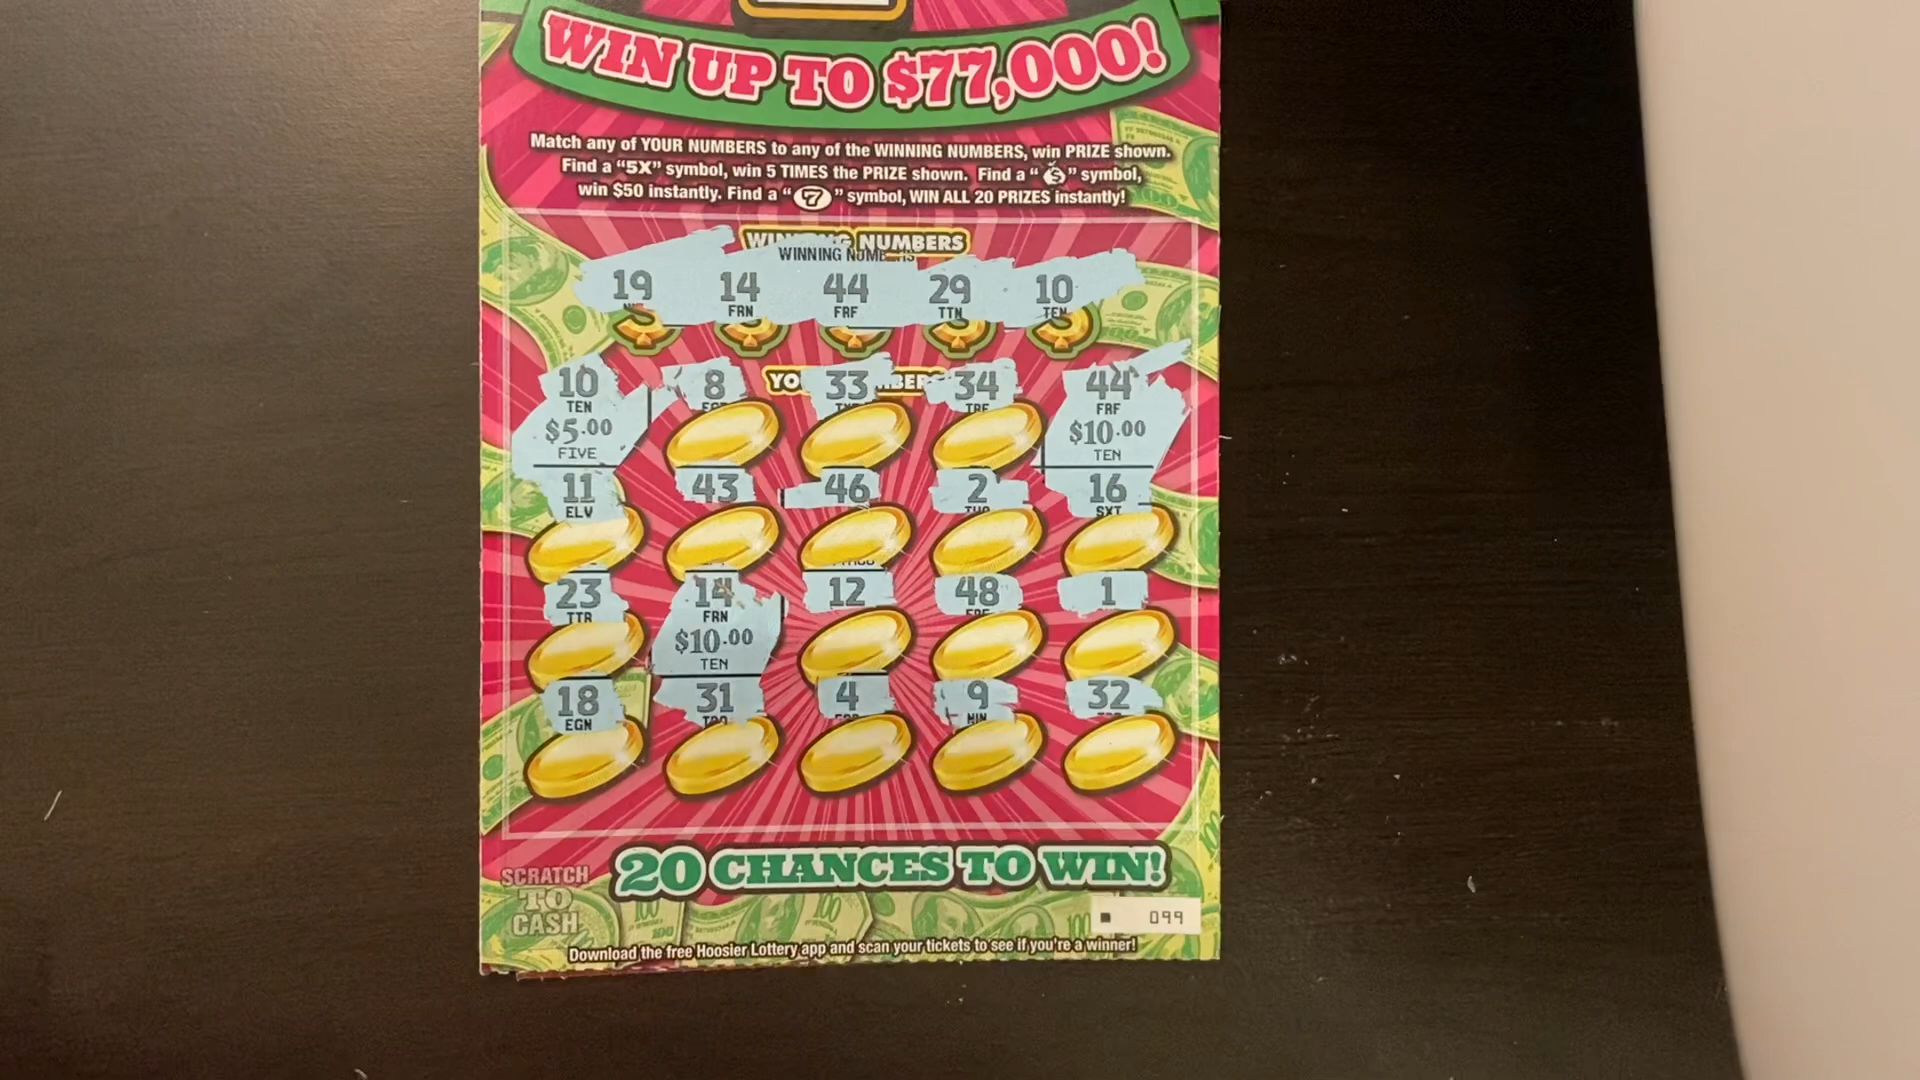 WIN UP TO $77,000!
Match any of YOUR NUMBERS to any of the WINNING NUMBERS, win PRIZE shown.
Find a "5X" symbol, win 5 TIMES the PRIZE shown. Find a "$" symbol,
win $50 instantly. Find a "7" symbol, WIN ALL 20 PRIZES instantly!
WINNING NUMBERS
WINNING NUMBERS
19 14 44 29 10
FRN FRF TTN TEN
10 8 33 34 44
TEN FRF
$5.00 $10.00
FIVE TEN
11 43 46 2 16
ELV SXT
23 14 12 48 1
TTR FRN
$10.00
TEN
18 31 4 9 32
EGN NIN
20 CHANCES TO WIN!
SCRATCH
TO
CASH
099
Download the free Hoosier Lottery app and scan your tickets to see if you're a winner!